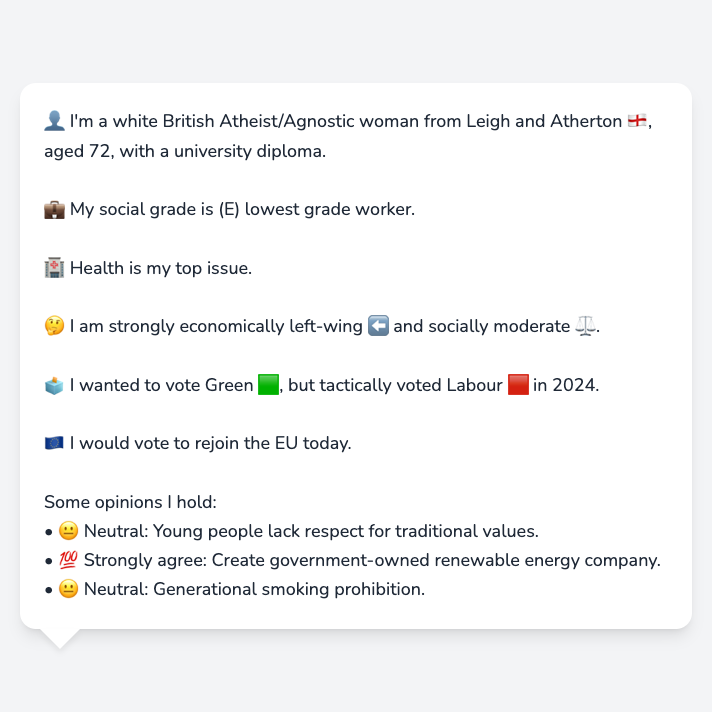 👤 I'm a white British Atheist/Agnostic woman from Leigh and Atherton 🏴󠁧󠁢󠁥󠁮󠁧󠁿,
aged 72, with a university diploma.
💼 My social grade is (E) lowest grade worker.
🏥 Health is my top issue.
🤔 I am strongly economically left-wing ⬅️ and socially moderate ⚖️.
🗳️ I wanted to vote Green 🟩, but tactically voted Labour 🟥 in 2024.
🇪🇺 I would vote to rejoin the EU today.
Some opinions I hold:
• 😐 Neutral: Young people lack respect for traditional values.
• 💯 Strongly agree: Create government-owned renewable energy company.
• 😐 Neutral: Generational smoking prohibition.